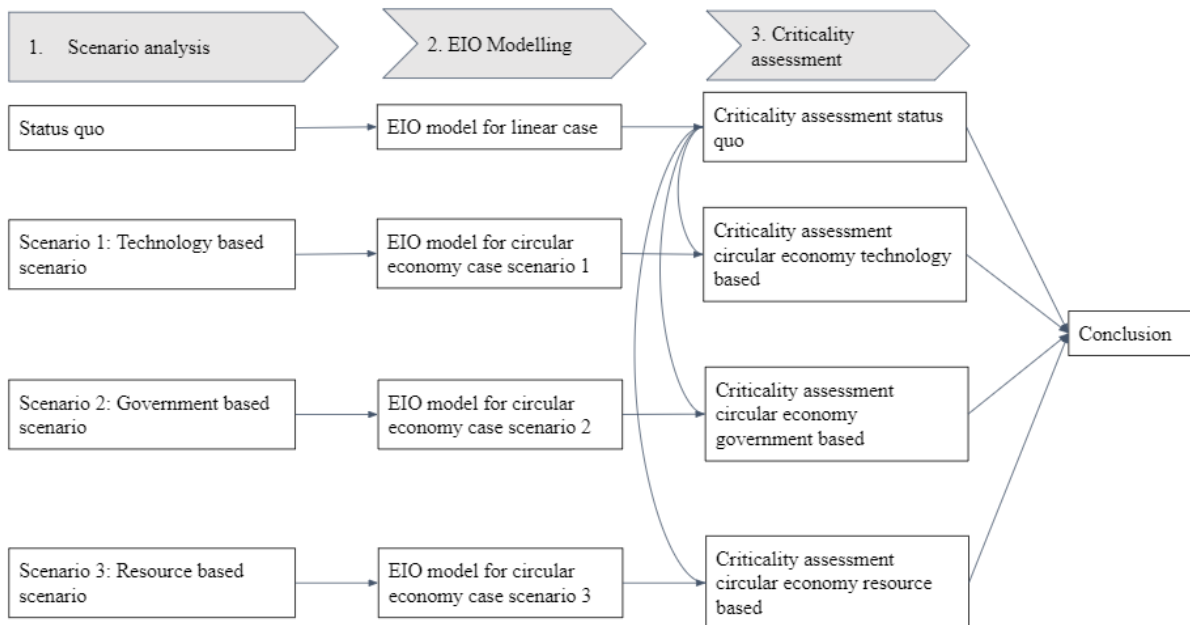 1. Scenario analysis
2. EIO Modelling
3. Criticality
assessment
Status quo
EIO model for linear case
Criticality assessment status
quo
Scenario 1: Technology based
scenario
EIO model for circular
economy case scenario 1
Criticality assessment
circular economy technology
based
Conclusion
Scenario 2: Government based
scenario
EIO model for circular
economy case scenario 2
Criticality assessment
circular economy
government based
Scenario 3: Resource based
scenario
EIO model for circular
economy case scenario 3
Criticality assessment
circular economy resource
based